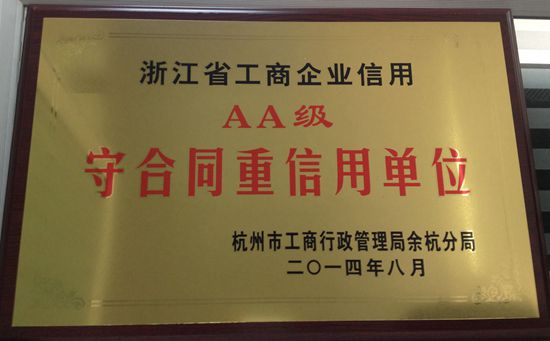 浙江省工商企业信用
AA级
守合同重信用单位
杭州市工商行政管理局余杭分局
二〇一四年八月